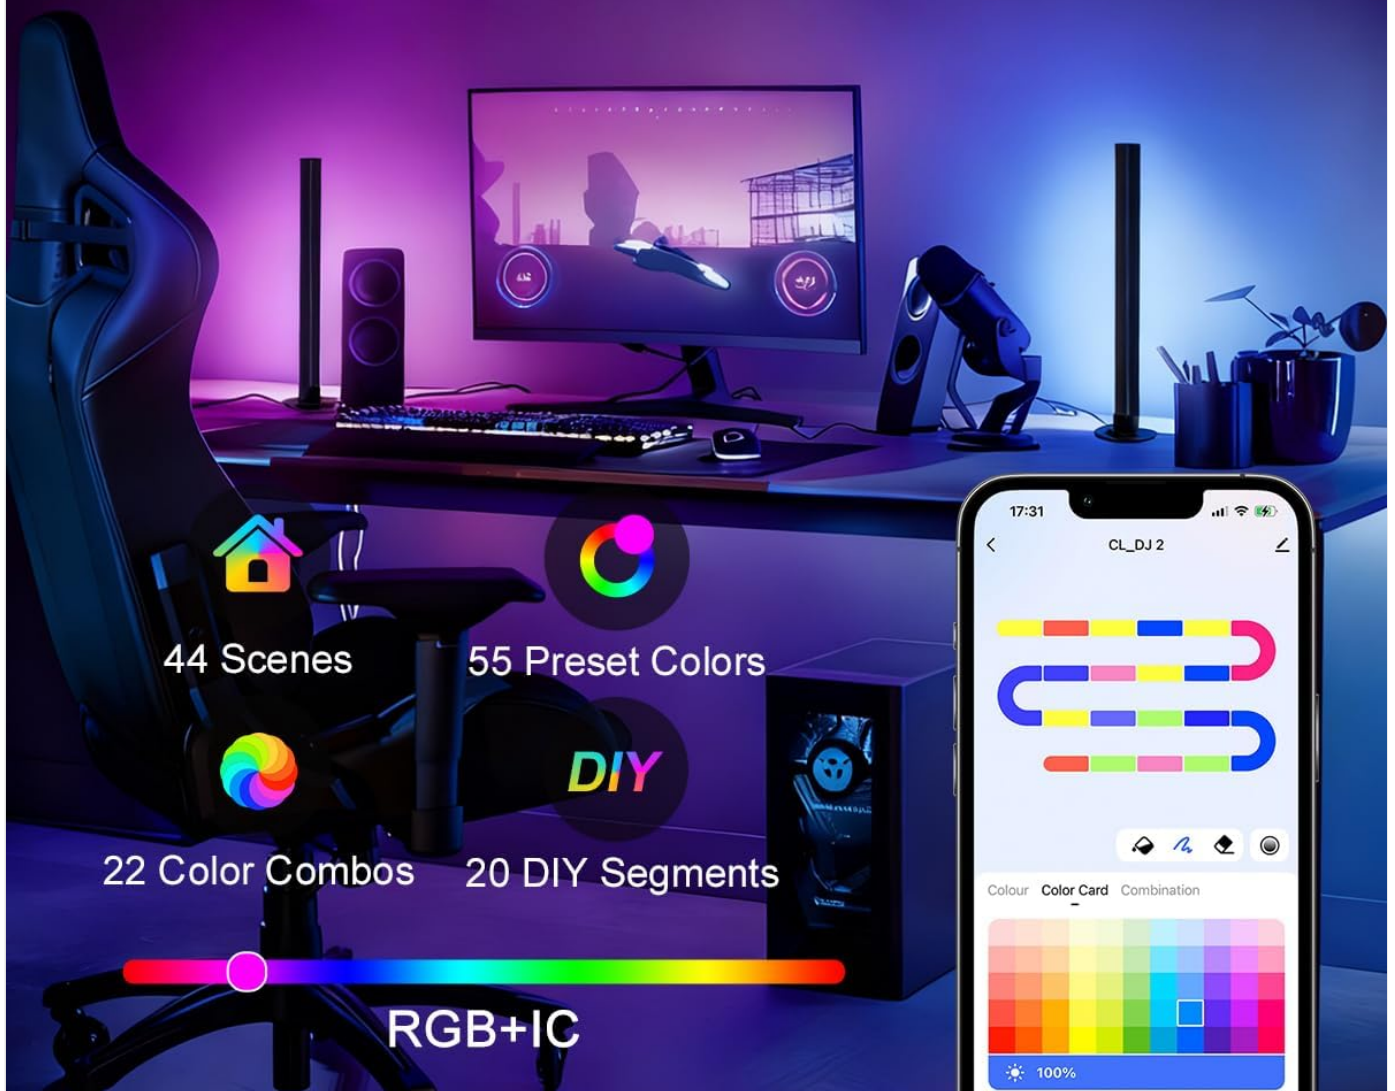 17:31
CL_DJ 2
44 Scenes
55 Preset Colors
DIY
22 Color Combos
20 DIY Segments
Colour Color Card Combination
RGB+IC
100%